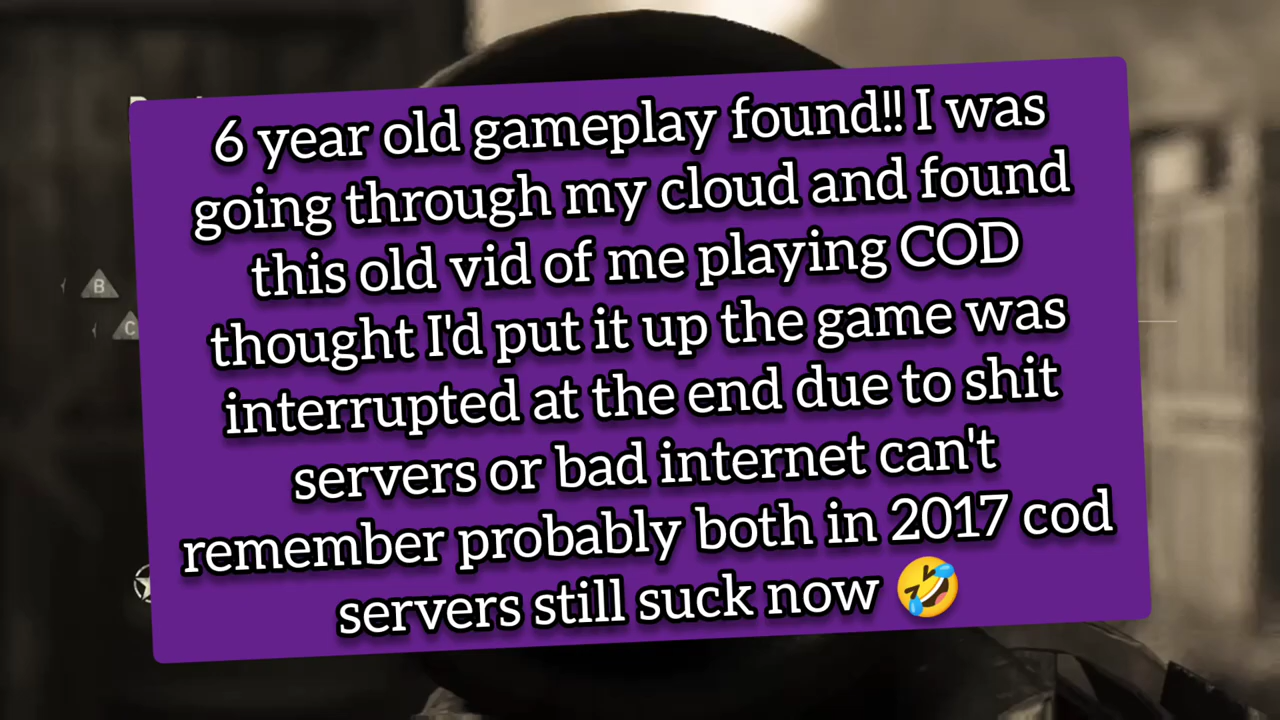 6 year old gameplay found!! I was
going through my cloud and found
this old vid of me playing COD
thought I'd put it up the game was
interrupted at the end due to shit
servers or bad internet can't
remember probably both in 2017 cod
servers still suck now 🤣
B
C